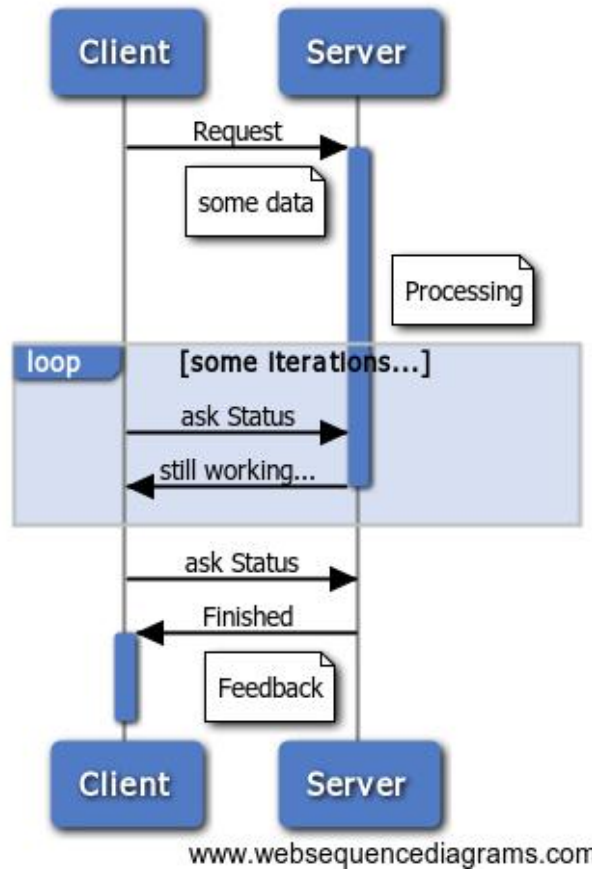 Client Server
Request
some data
Processing
loop [some iterations...]
ask Status
still working...
ask Status
Finished
Feedback
Client Server
www.websequencediagrams.com